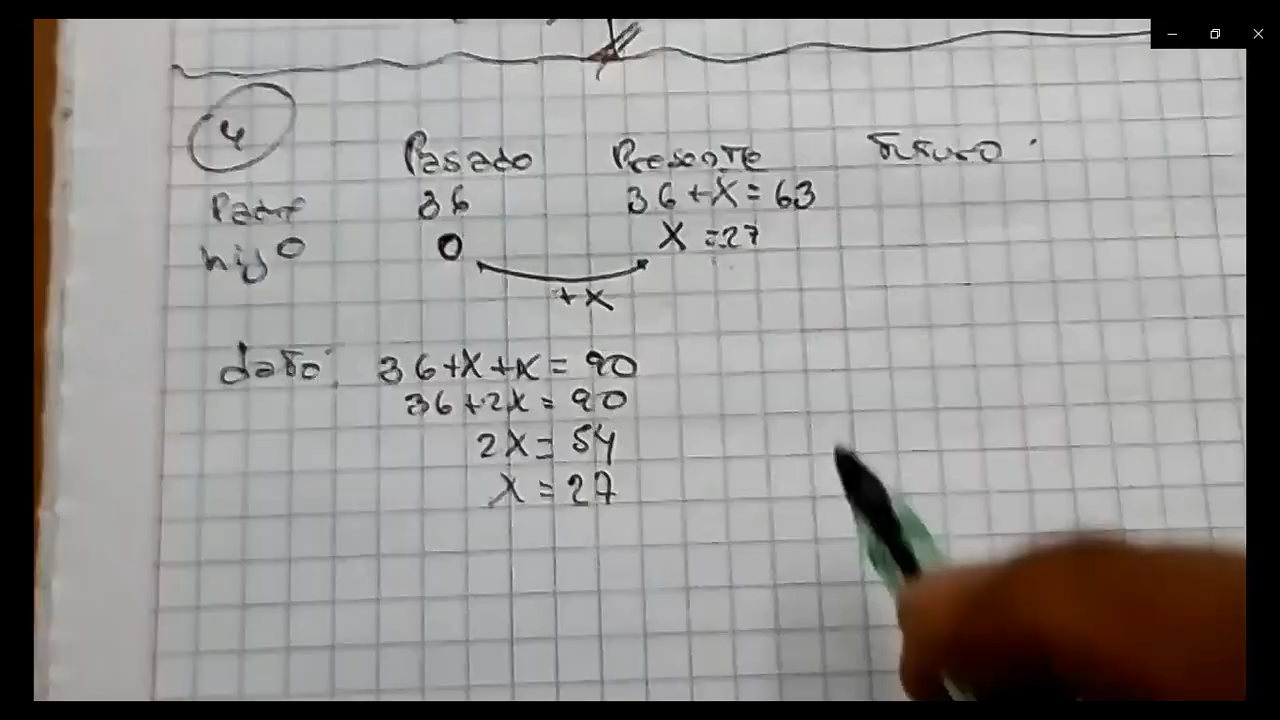 4
Pasado Presente Futuro
Padre 36 36 + x = 63
hijo 0 x = 27
+ x
dato: 36 + x + x = 90
36 + 2x = 90
2x = 54
x = 27